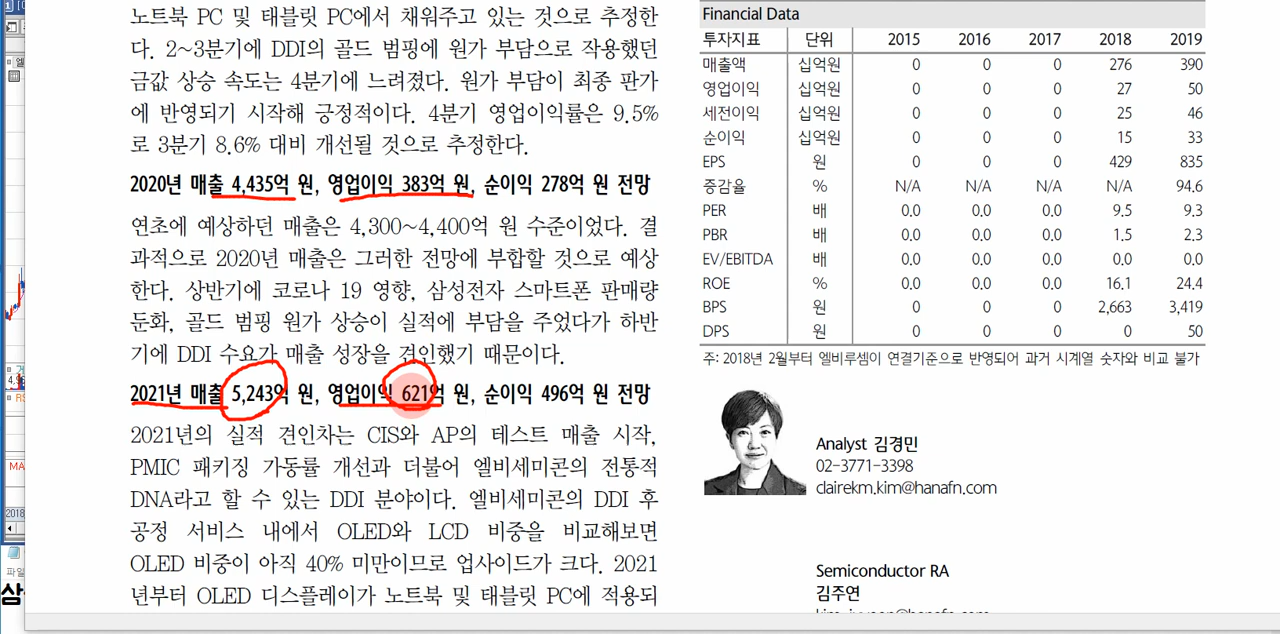 노트북 PC 및 태블릿 PC에서 채워주고 있는 것으로 추정한
다. 2~3분기에 DDI의 골드 범핑에 원가 부담으로 작용했던
금값 상승 속도는 4분기에 느려졌다. 원가 부담이 최종 판가
에 반영되기 시작해 긍정적이다. 4분기 영업이익률은 9.5%
로 3분기 8.6% 대비 개선될 것으로 추정한다.
2020년 매출 4,435억 원, 영업이익 383억 원, 순이익 278억 원 전망
연초에 예상하던 매출은 4,300~4,400억 원 수준이었다. 결
과적으로 2020년 매출은 그러한 전망에 부합할 것으로 예상
한다. 상반기에 코로나 19 영향, 삼성전자 스마트폰 판매량
둔화, 골드 범핑 원가 상승이 실적에 부담을 주었다가 하반
기에 DDI 수요가 매출 성장을 견인했기 때문이다.
2021년 매출 5,243억 원, 영업이익 621억 원, 순이익 496억 원 전망
2021년의 실적 견인차는 CIS와 AP의 테스트 매출 시작,
PMIC 패키징 가동률 개선과 더불어 엘비세미콘의 전통적
DNA라고 할 수 있는 DDI 분야이다. 엘비세미콘의 DDI 후
공정 서비스 내에서 OLED와 LCD 비중을 비교해보면
OLED 비중이 아직 40% 미만이므로 업사이드가 크다. 2021
년부터 OLED 디스플레이가 노트북 및 태블릿 PC에 적용되
Financial Data
투자지표 단위 2015 2016 2017 2018 2019
매출액 십억원 0 0 0 276 390
영업이익 십억원 0 0 0 27 50
세전이익 십억원 0 0 0 25 46
순이익 십억원 0 0 0 15 33
EPS 원 0 0 0 429 835
증감율 % N/A N/A N/A N/A 94.6
PER 배 0.0 0.0 0.0 9.5 9.3
PBR 배 0.0 0.0 0.0 1.5 2.3
EV/EBITDA 배 0.0 0.0 0.0 0.0 0.0
ROE % 0.0 0.0 0.0 16.1 24.4
BPS 원 0 0 0 2,663 3,419
DPS 원 0 0 0 0 50
주: 2018년 2월부터 엘비루셈이 연결기준으로 반영되어 과거 시계열 숫자와 비교 불가
Analyst 김경민
02-3771-3398
clairekm.kim@hanafn.com
Semiconductor RA
김주연
MA
2018
파일
삼